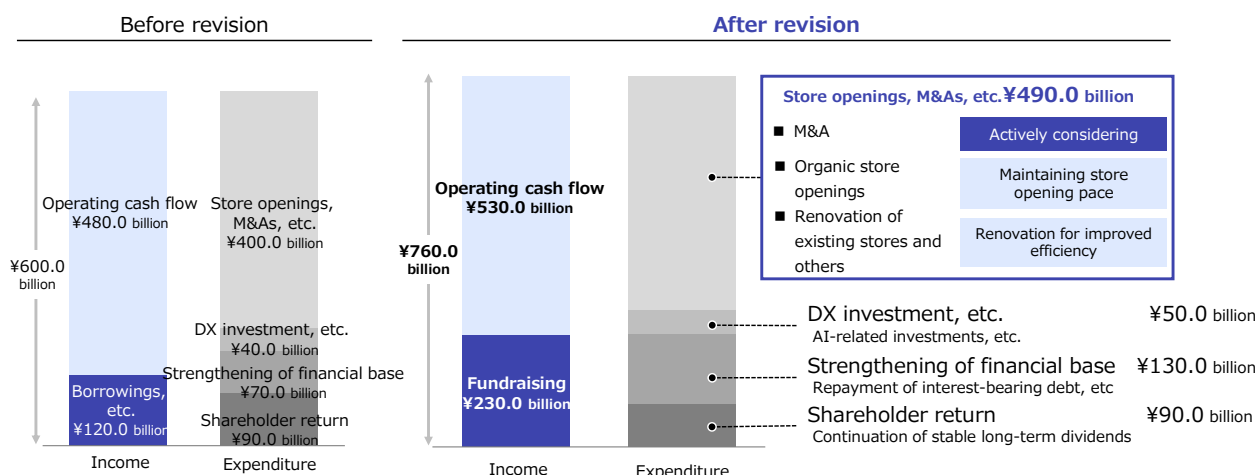 Before revision
After revision
¥600.0
billion
Operating cash flow
¥480.0 billion
Borrowings,
etc.
¥120.0 billion
Income
Store openings,
M&As, etc.
¥400.0 billion
DX investment, etc.
¥40.0 billion
Strengthening of financial base
¥70.0 billion
Shareholder return
¥90.0 billion
Expenditure
¥760.0
billion
Operating cash flow
¥530.0 billion
Fundraising
¥230.0 billion
Income
Expenditure
Store openings, M&As, etc.¥490.0 billion
■ M&A
Actively considering
■ Organic store
openings
Maintaining store
opening pace
■ Renovation of
existing stores and
others
Renovation for improved
efficiency
DX investment, etc. ¥50.0 billion
AI-related investments, etc.
Strengthening of financial base ¥130.0 billion
Repayment of interest-bearing debt, etc
Shareholder return ¥90.0 billion
Continuation of stable long-term dividends